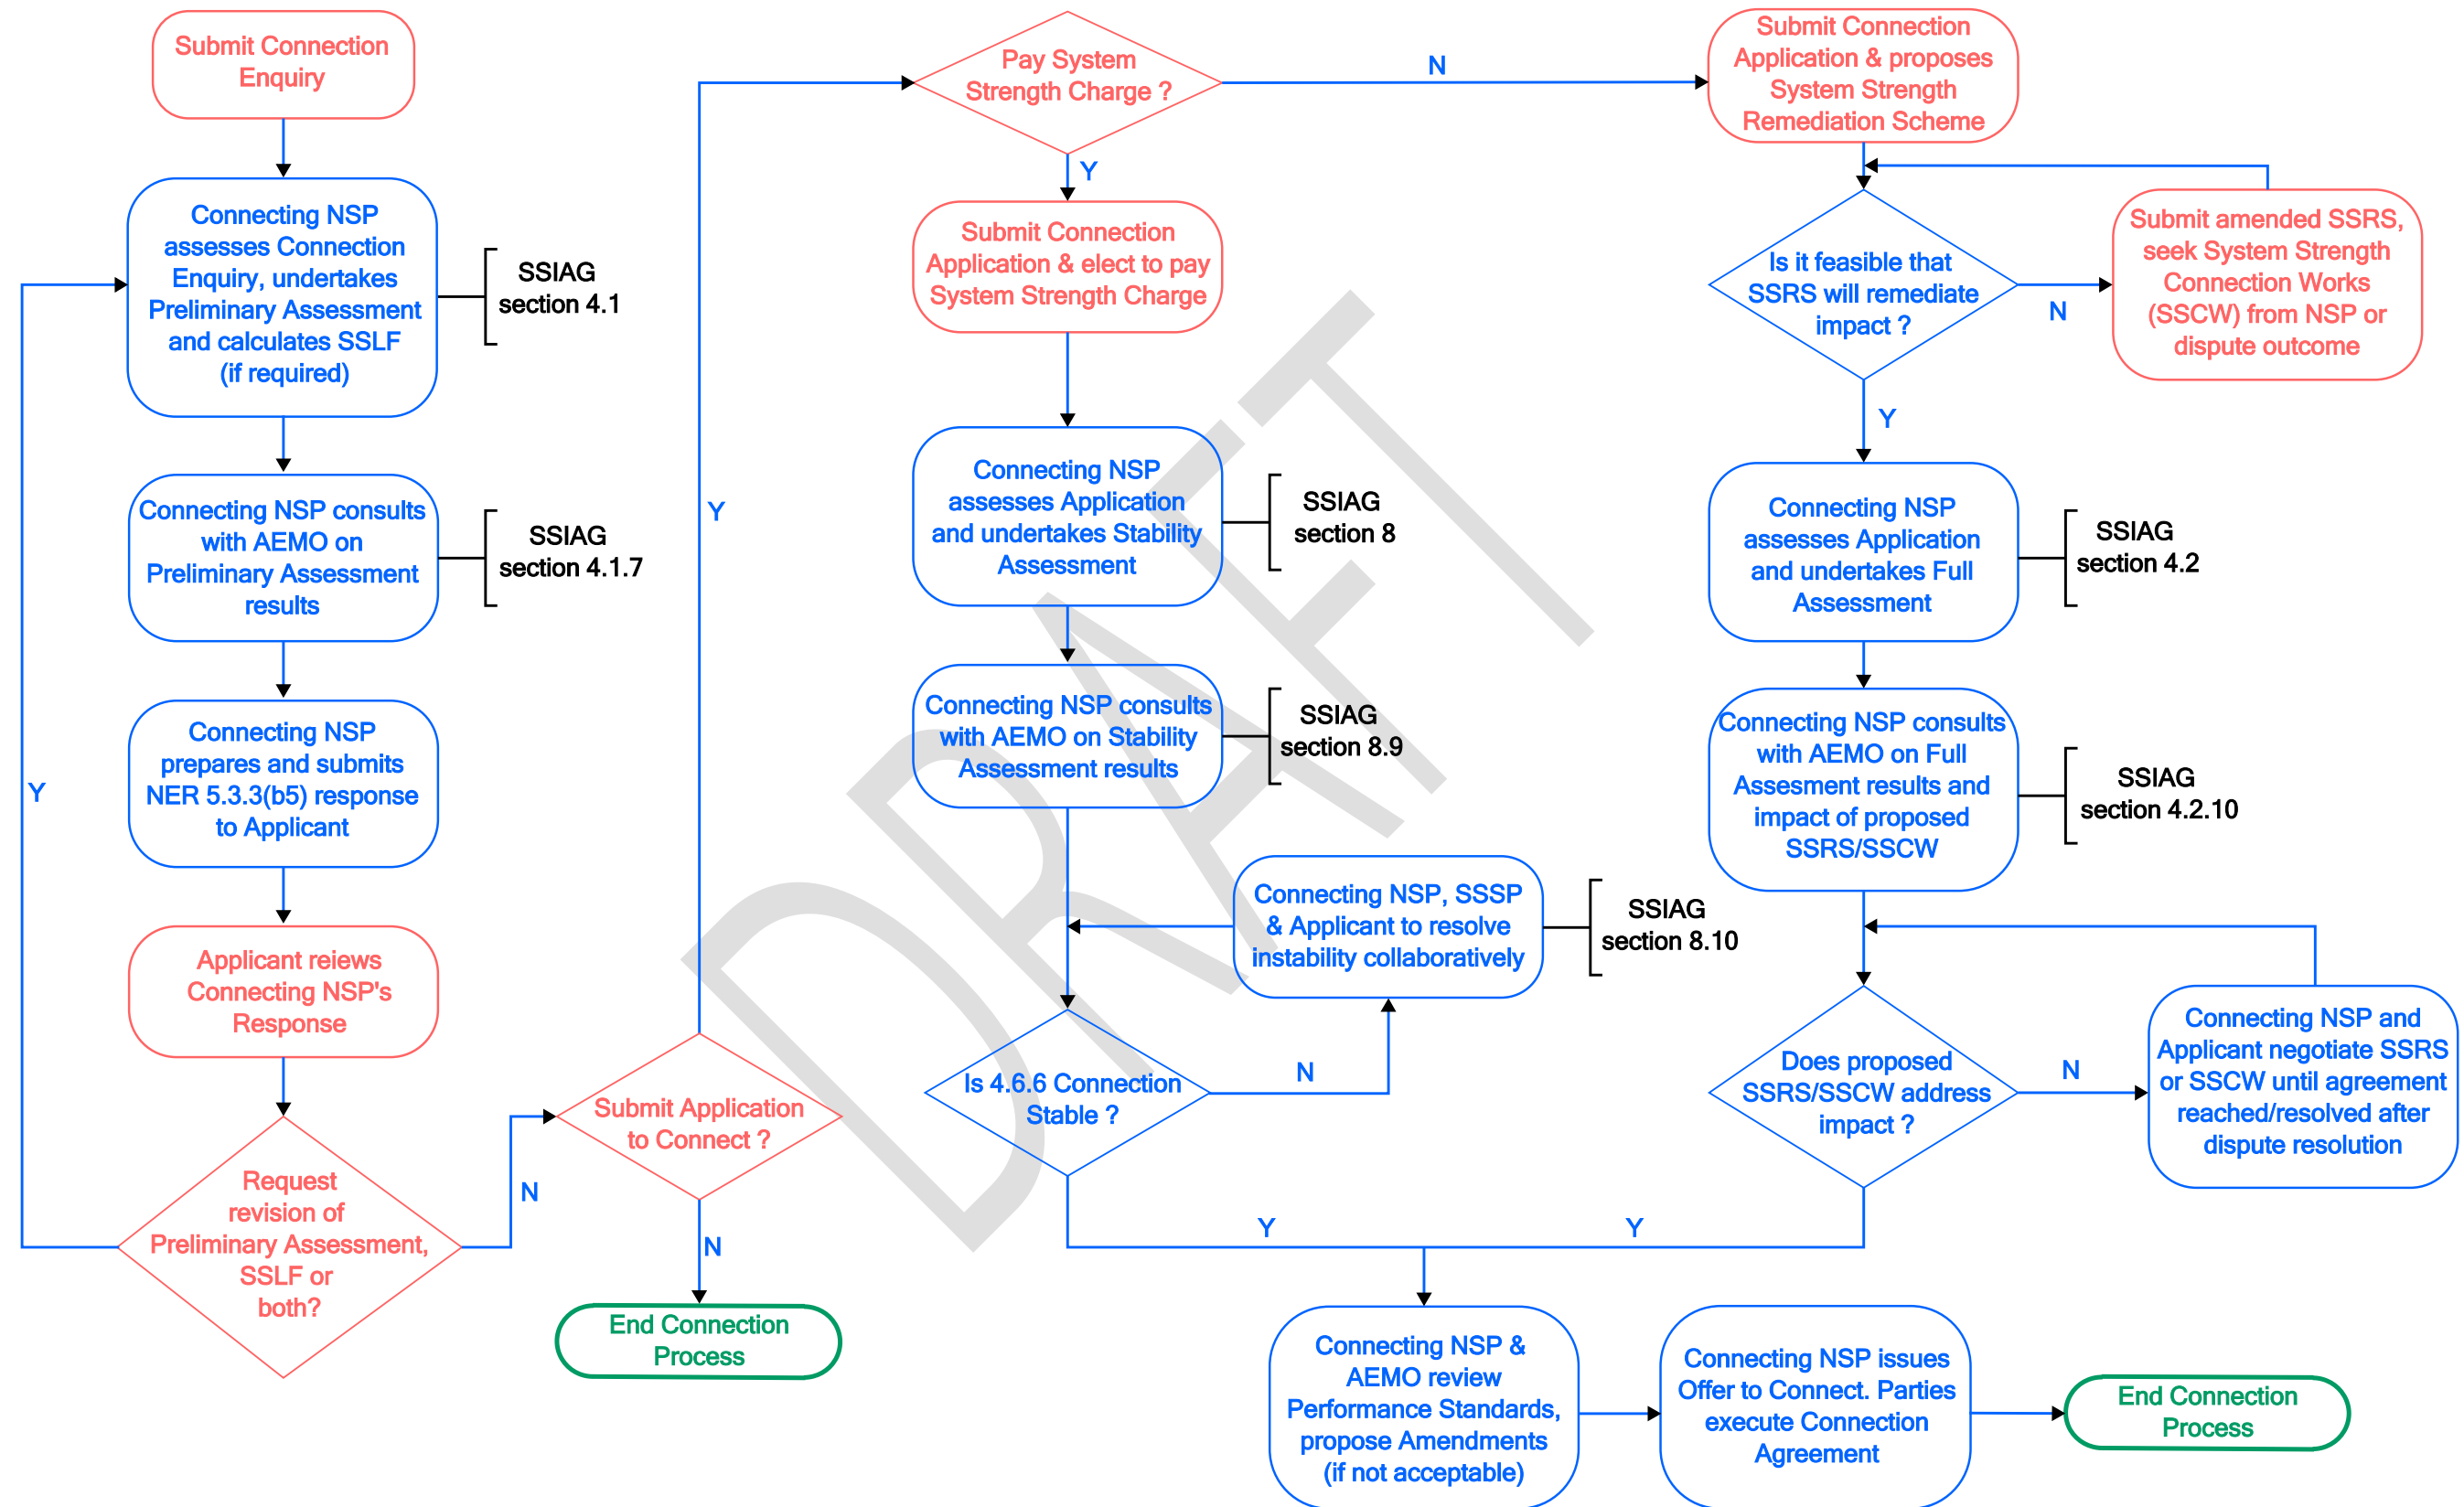 Submit Connection
Enquiry
Connecting NSP
assesses Connection
Enquiry, undertakes
Preliminary Assessment
and calculates SSLF
(if required)
SSIAG
section 4.1
Connecting NSP consults
with AEMO on
Preliminary Assessment
results
SSIAG
section 4.1.7
Connecting NSP
prepares and submits
NER 5.3.3(b5) response
to Applicant
Applicant reiews
Connecting NSP's
Response
Request
revision of
Preliminary Assessment,
SSLF or
both?
Y
N
Submit Application
to Connect ?
Y
N
End Connection
Process
Pay System
Strength Charge ?
N
Y
Submit Connection
Application & elect to pay
System Strength Charge
Connecting NSP
assesses Application
and undertakes Stability
Assessment
SSIAG
section 8
Connecting NSP consults
with AEMO on Stability
Assessment results
SSIAG
section 8.9
Connecting NSP, SSSP
& Applicant to resolve
instability collaboratively
SSIAG
section 8.10
Is 4.6.6 Connection
Stable ?
N
Y
Submit Connection
Application & proposes
System Strength
Remediation Scheme
Is it feasible that
SSRS will remediate
impact ?
N
Submit amended SSRS,
seek System Strength
Connection Works
(SSCW) from NSP or
dispute outcome
Y
Connecting NSP
assesses Application
and undertakes Full
Assessment
SSIAG
section 4.2
Connecting NSP consults
with AEMO on Full
Assesment results and
impact of proposed
SSRS/SSCW
SSIAG
section 4.2.10
Does proposed
SSRS/SSCW address
impact ?
N
Connecting NSP and
Applicant negotiate SSRS
or SSCW until agreement
reached/resolved after
dispute resolution
Y
Connecting NSP &
AEMO review
Performance Standards,
propose Amendments
(if not acceptable)
Connecting NSP issues
Offer to Connect. Parties
execute Connection
Agreement
End Connection
Process
DRAFT